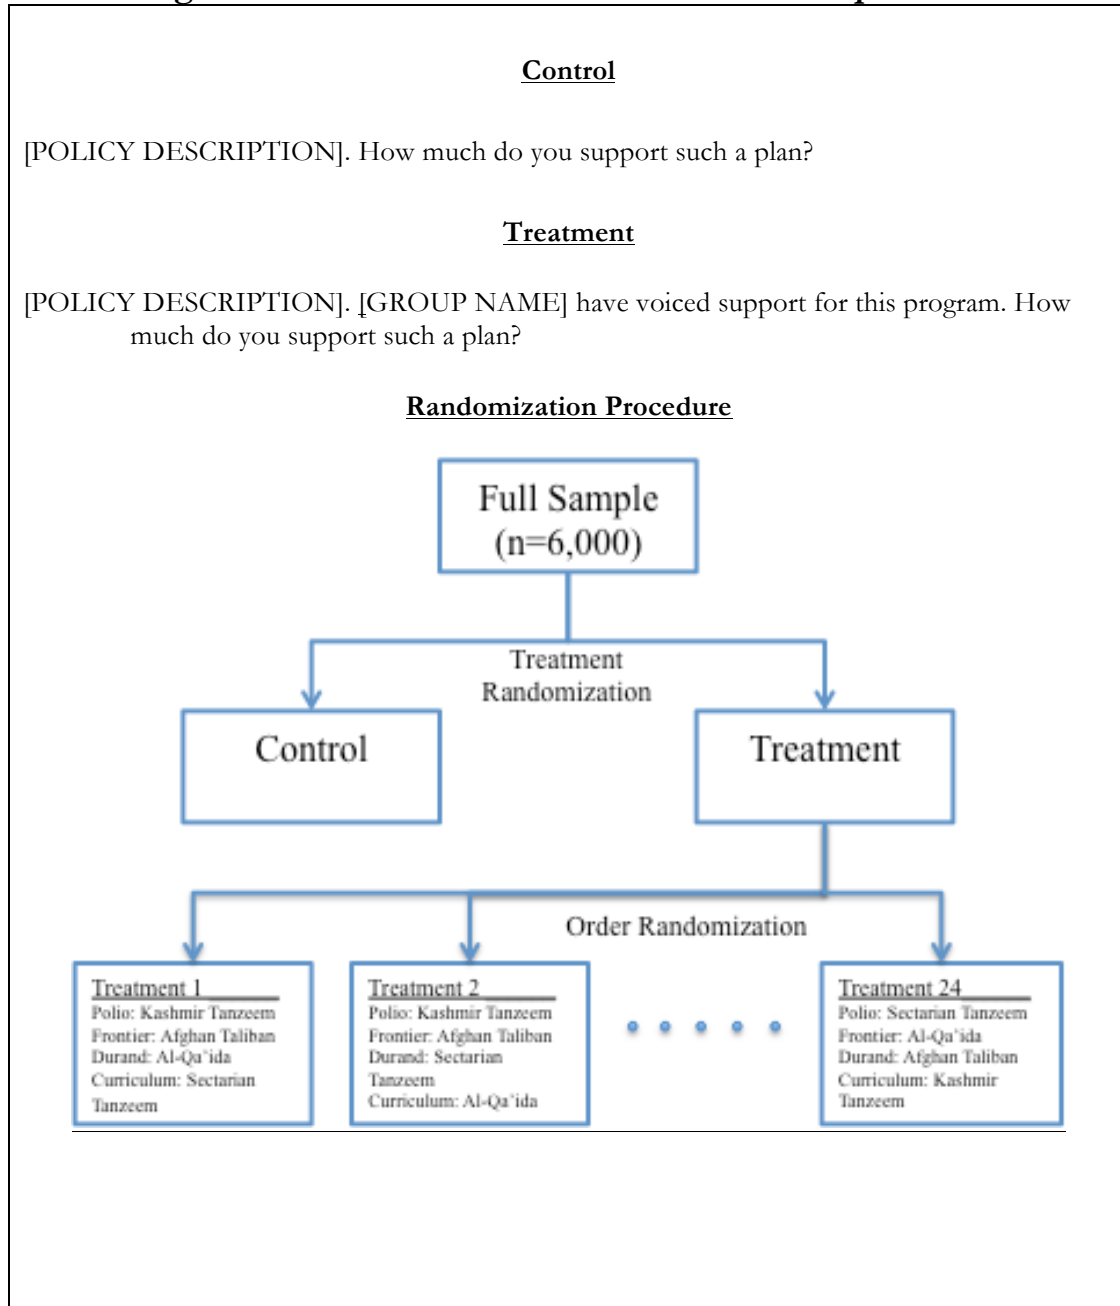 Control
[POLICY DESCRIPTION]. How much do you support such a plan?
Treatment
[POLICY DESCRIPTION]. [GROUP NAME] have voiced support for this program. How
much do you support such a plan?
Randomization Procedure
Full Sample
(n=6,000)
Treatment
Randomization
Control
Treatment
Order Randomization
Treatment 1
Polio: Kashmir Tanzeem
Frontier: Afghan Taliban
Durand: Al-Qa’ida
Curriculum: Sectarian
Tanzeem
Treatment 2
Polio: Kashmir Tanzeem
Frontier: Afghan Taliban
Durand: Sectarian
Tanzeem
Curriculum: Al-Qa’ida
Treatment 24
Polio: Sectarian Tanzeem
Frontier: Al-Qa’ida
Durand: Afghan Taliban
Curriculum: Kashmir
Tanzeem